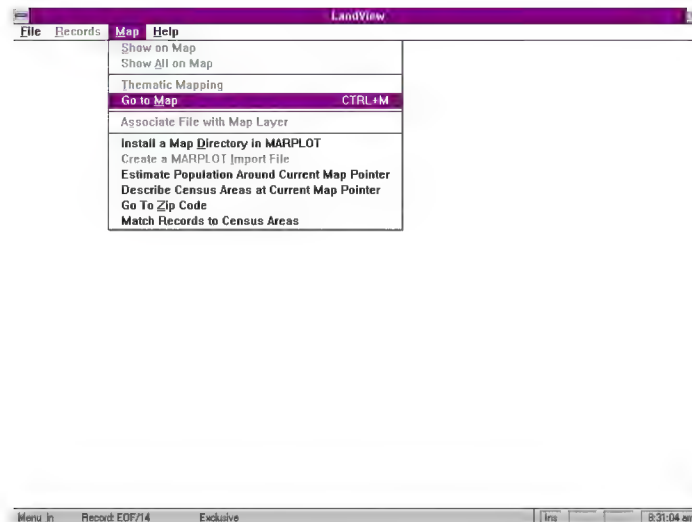 LandView
File Records Map Help
Show on Map
Show All on Map
Thematic Mapping
Go to Map CTRL+M
Associate File with Map Layer
Install a Map Directory in MARPLOT
Create a MARPLOT Import File
Estimate Population Around Current Map Pointer
Describe Census Areas at Current Map Pointer
Go To Zip Code
Match Records to Census Areas
Menu In Record: EOF/14 Exclusive Ins 8:31:04 am